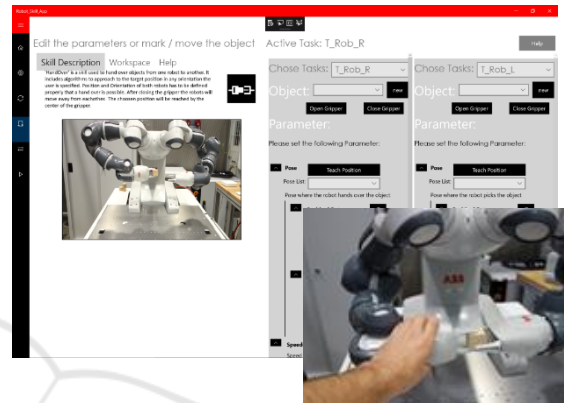 Robot_Skill App
Edit the parameters or mark / move the object
Active Task: T_Rob_R
Help
Skill Description Workspace Help
'HandOver' is a skill used to handover objects from one robot to another. It
includes algorithms to approach to the target position in any orientation the
user is specified. Position and Orientation of both robots has to be defined
properly that a hand over is possible. After closing the gripper the robots will
move away from eachother. The choosen position will be reached by the
center of the gripper
Chose Tasks: T_Rob_R
Object: new
Open Gripper Close Gripper
Parameter:
Please set the following Parameter:
Pose Teach Position
Pose List:
Pose where the robot hands over the object
Speed
Speed
Chose Tasks: T_Rob_L
Object: new
Open Gripper Close Gripper
Parameter:
Please set the following Parameter:
Pose Teach Position
Pose List:
Pose where the robot picks the object
ABB